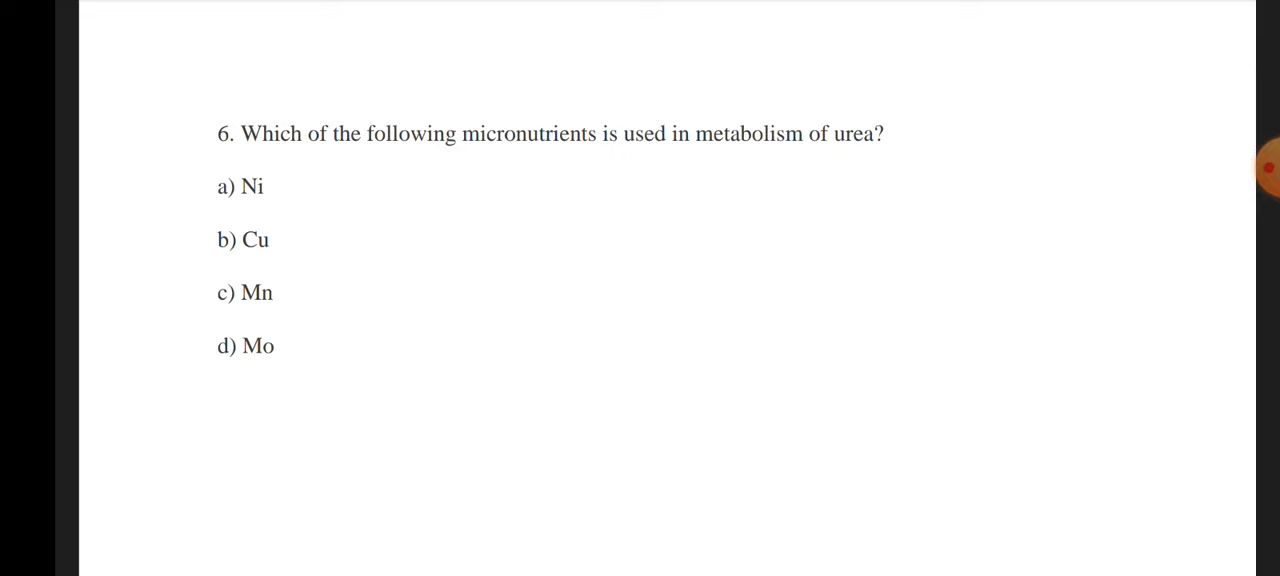 6. Which of the following micronutrients is used in metabolism of urea?
a) Ni
b) Cu
c) Mn
d) Mo